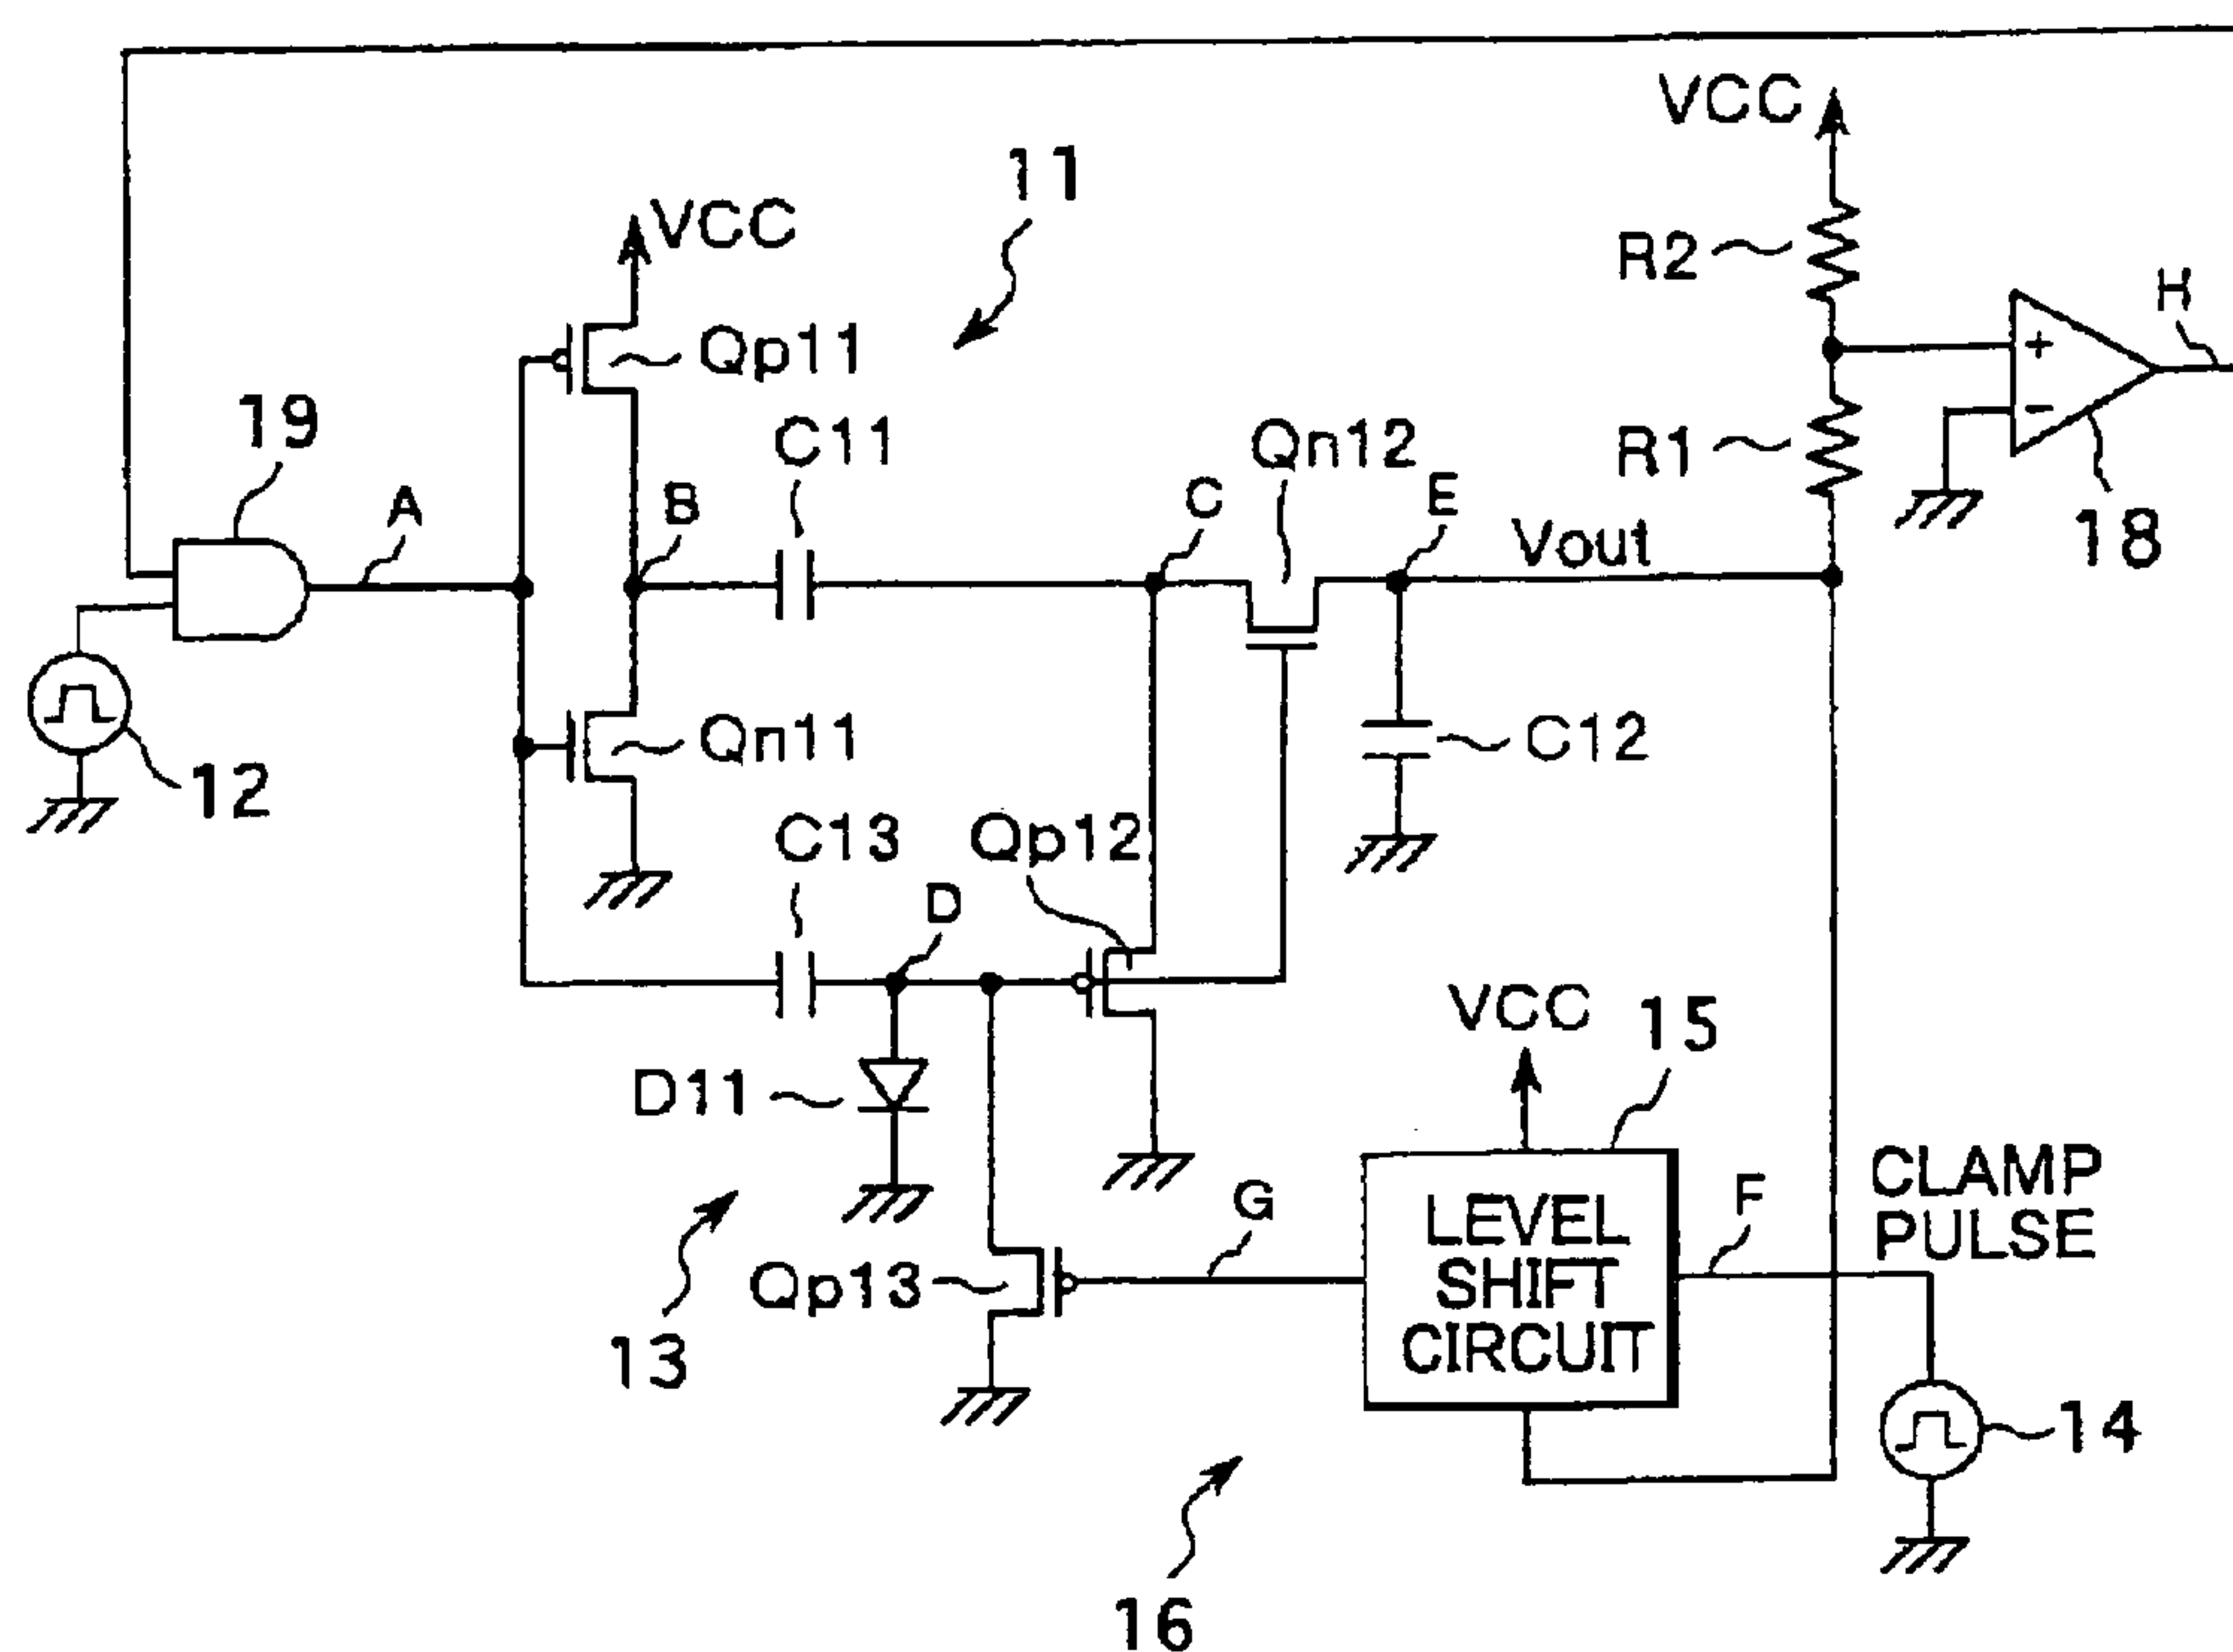 VCC
11
VCC
R2
H
Qp11
19
C11
Qn12
R1
+
−
A
B
C
E
Vout
18
Qn11
C12
12
C13
Qp12
D
VCC
15
D11
CLAMP
PULSE
G
F
LEVEL
SHIFT
CIRCUIT
Qp13
13
14
16